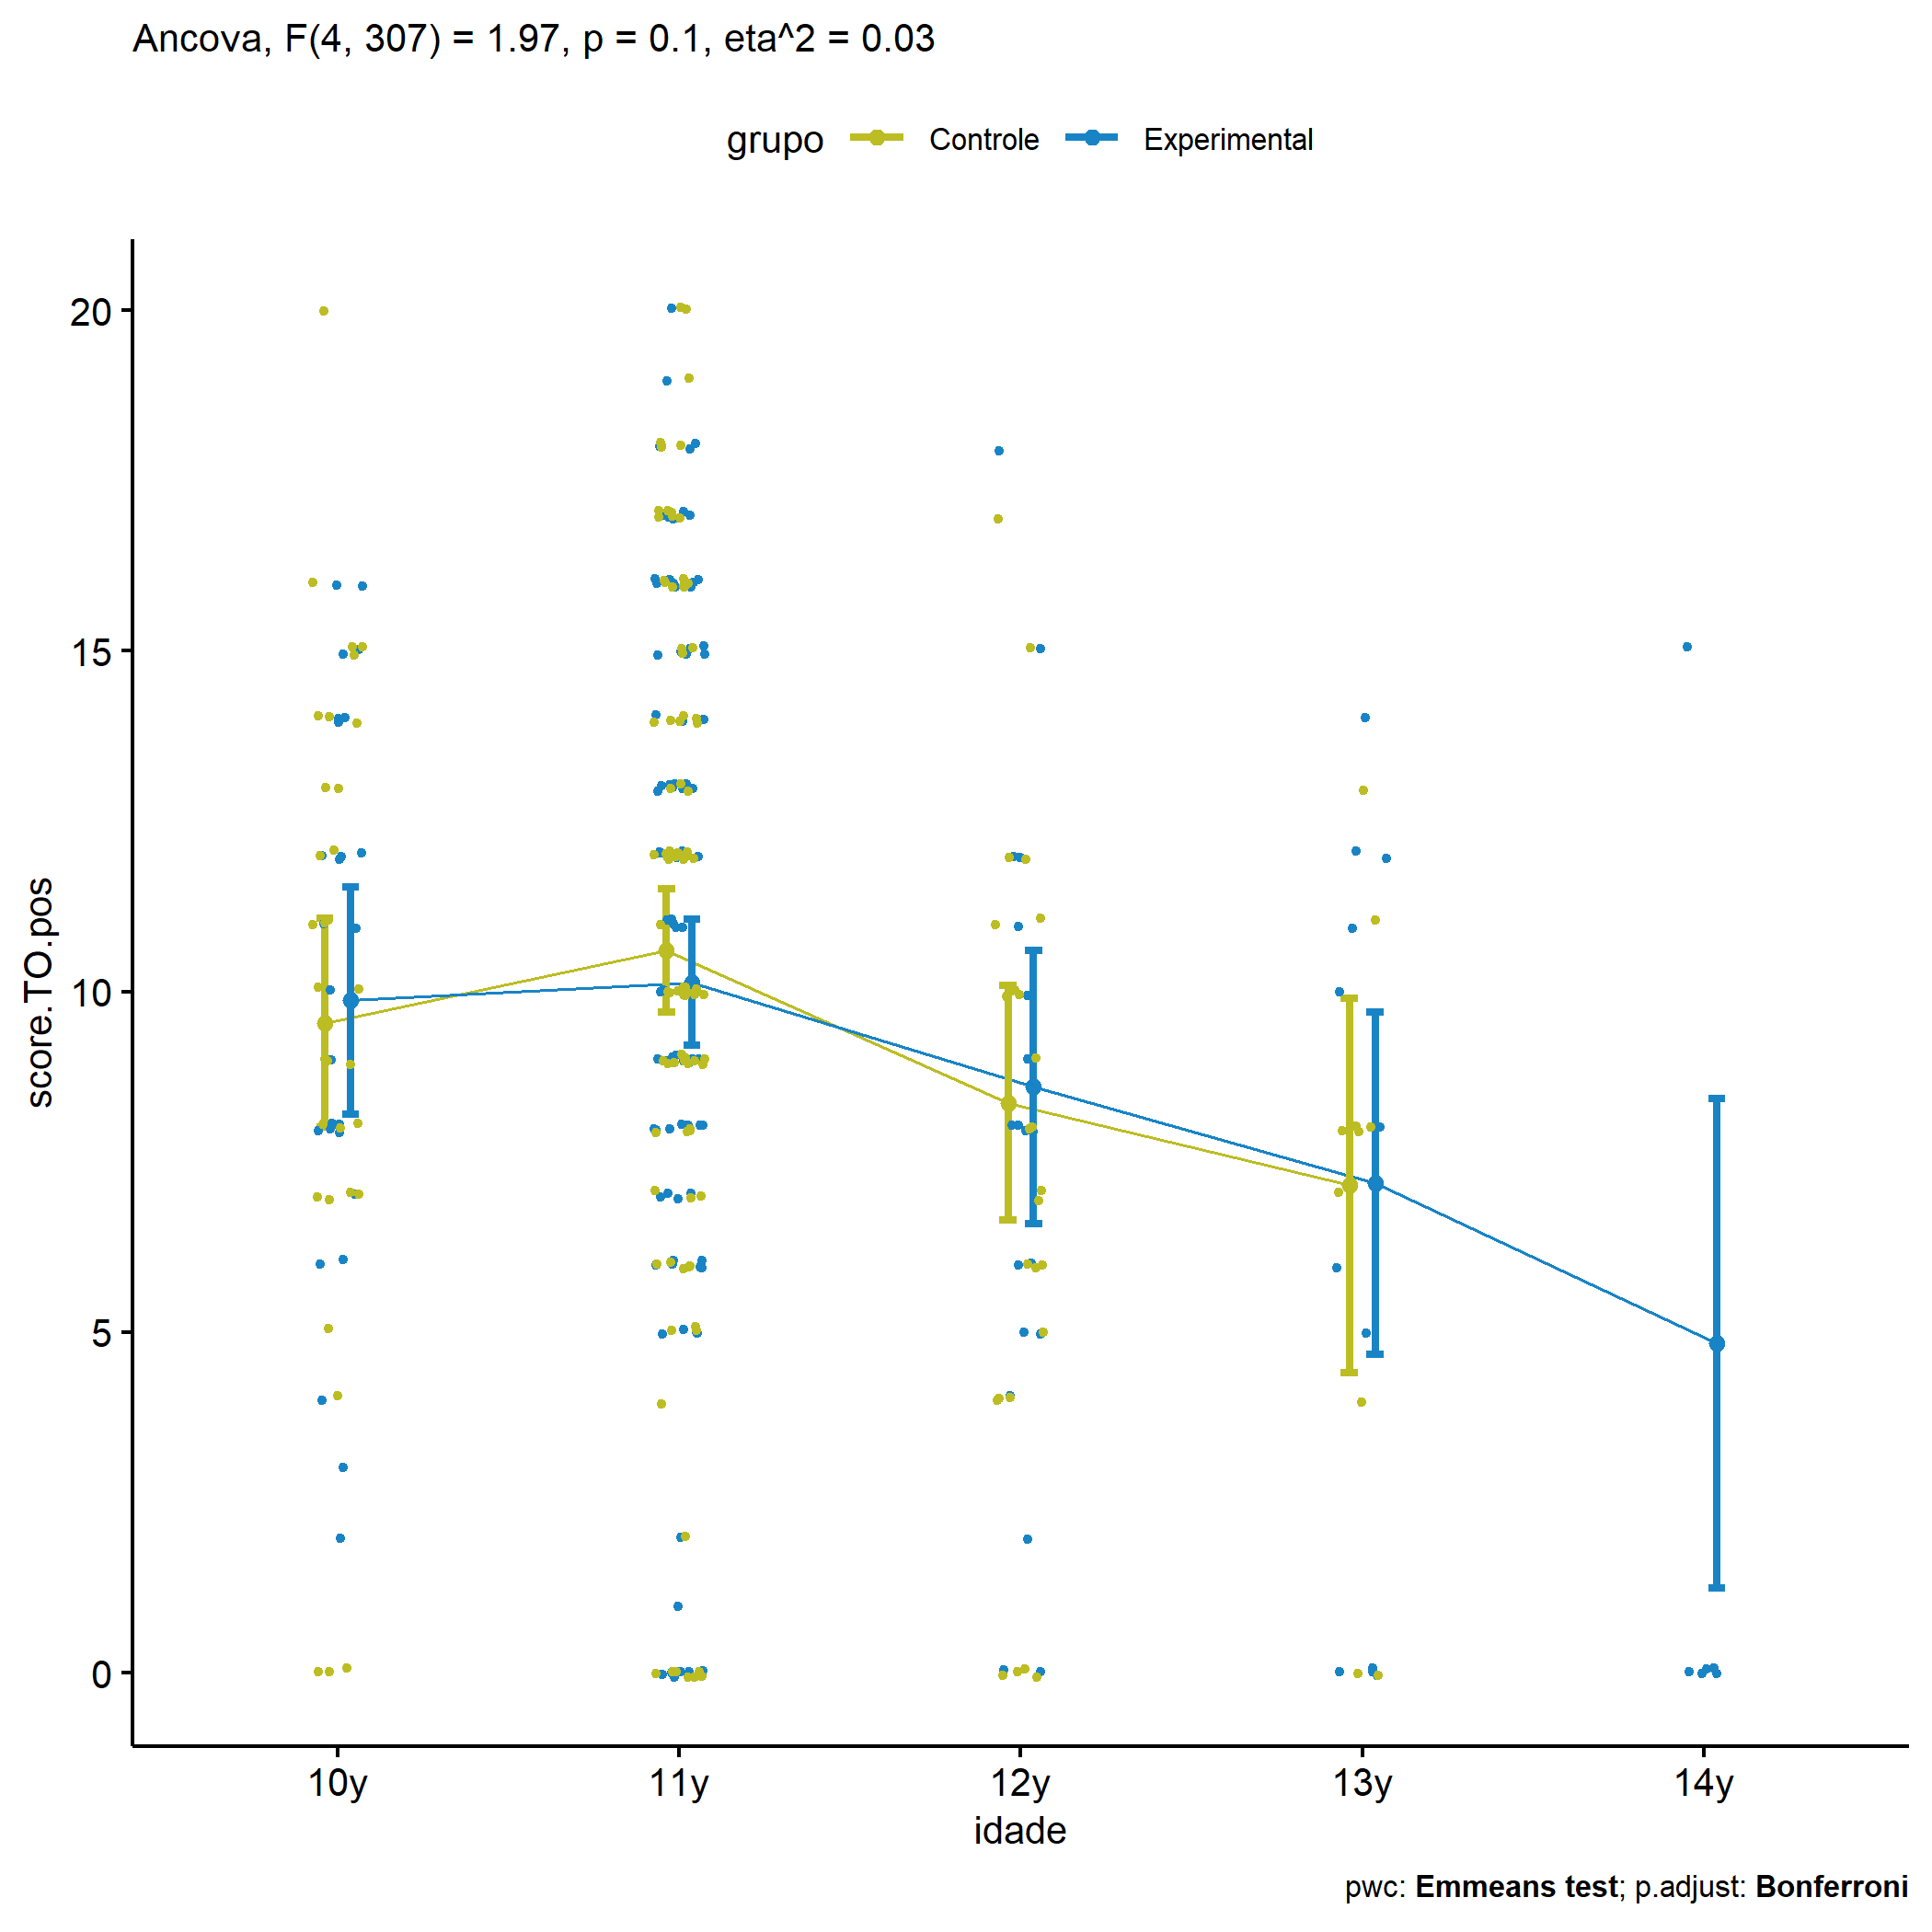 Ancova, F(4, 307) = 1.97, p = 0.1, eta^2 = 0.03
grupo Controle Experimental
score.TO.pos
20
15
10
5
0
10y 11y 12y 13y 14y
idade
pwc: Emmeans test; p.adjust: Bonferroni